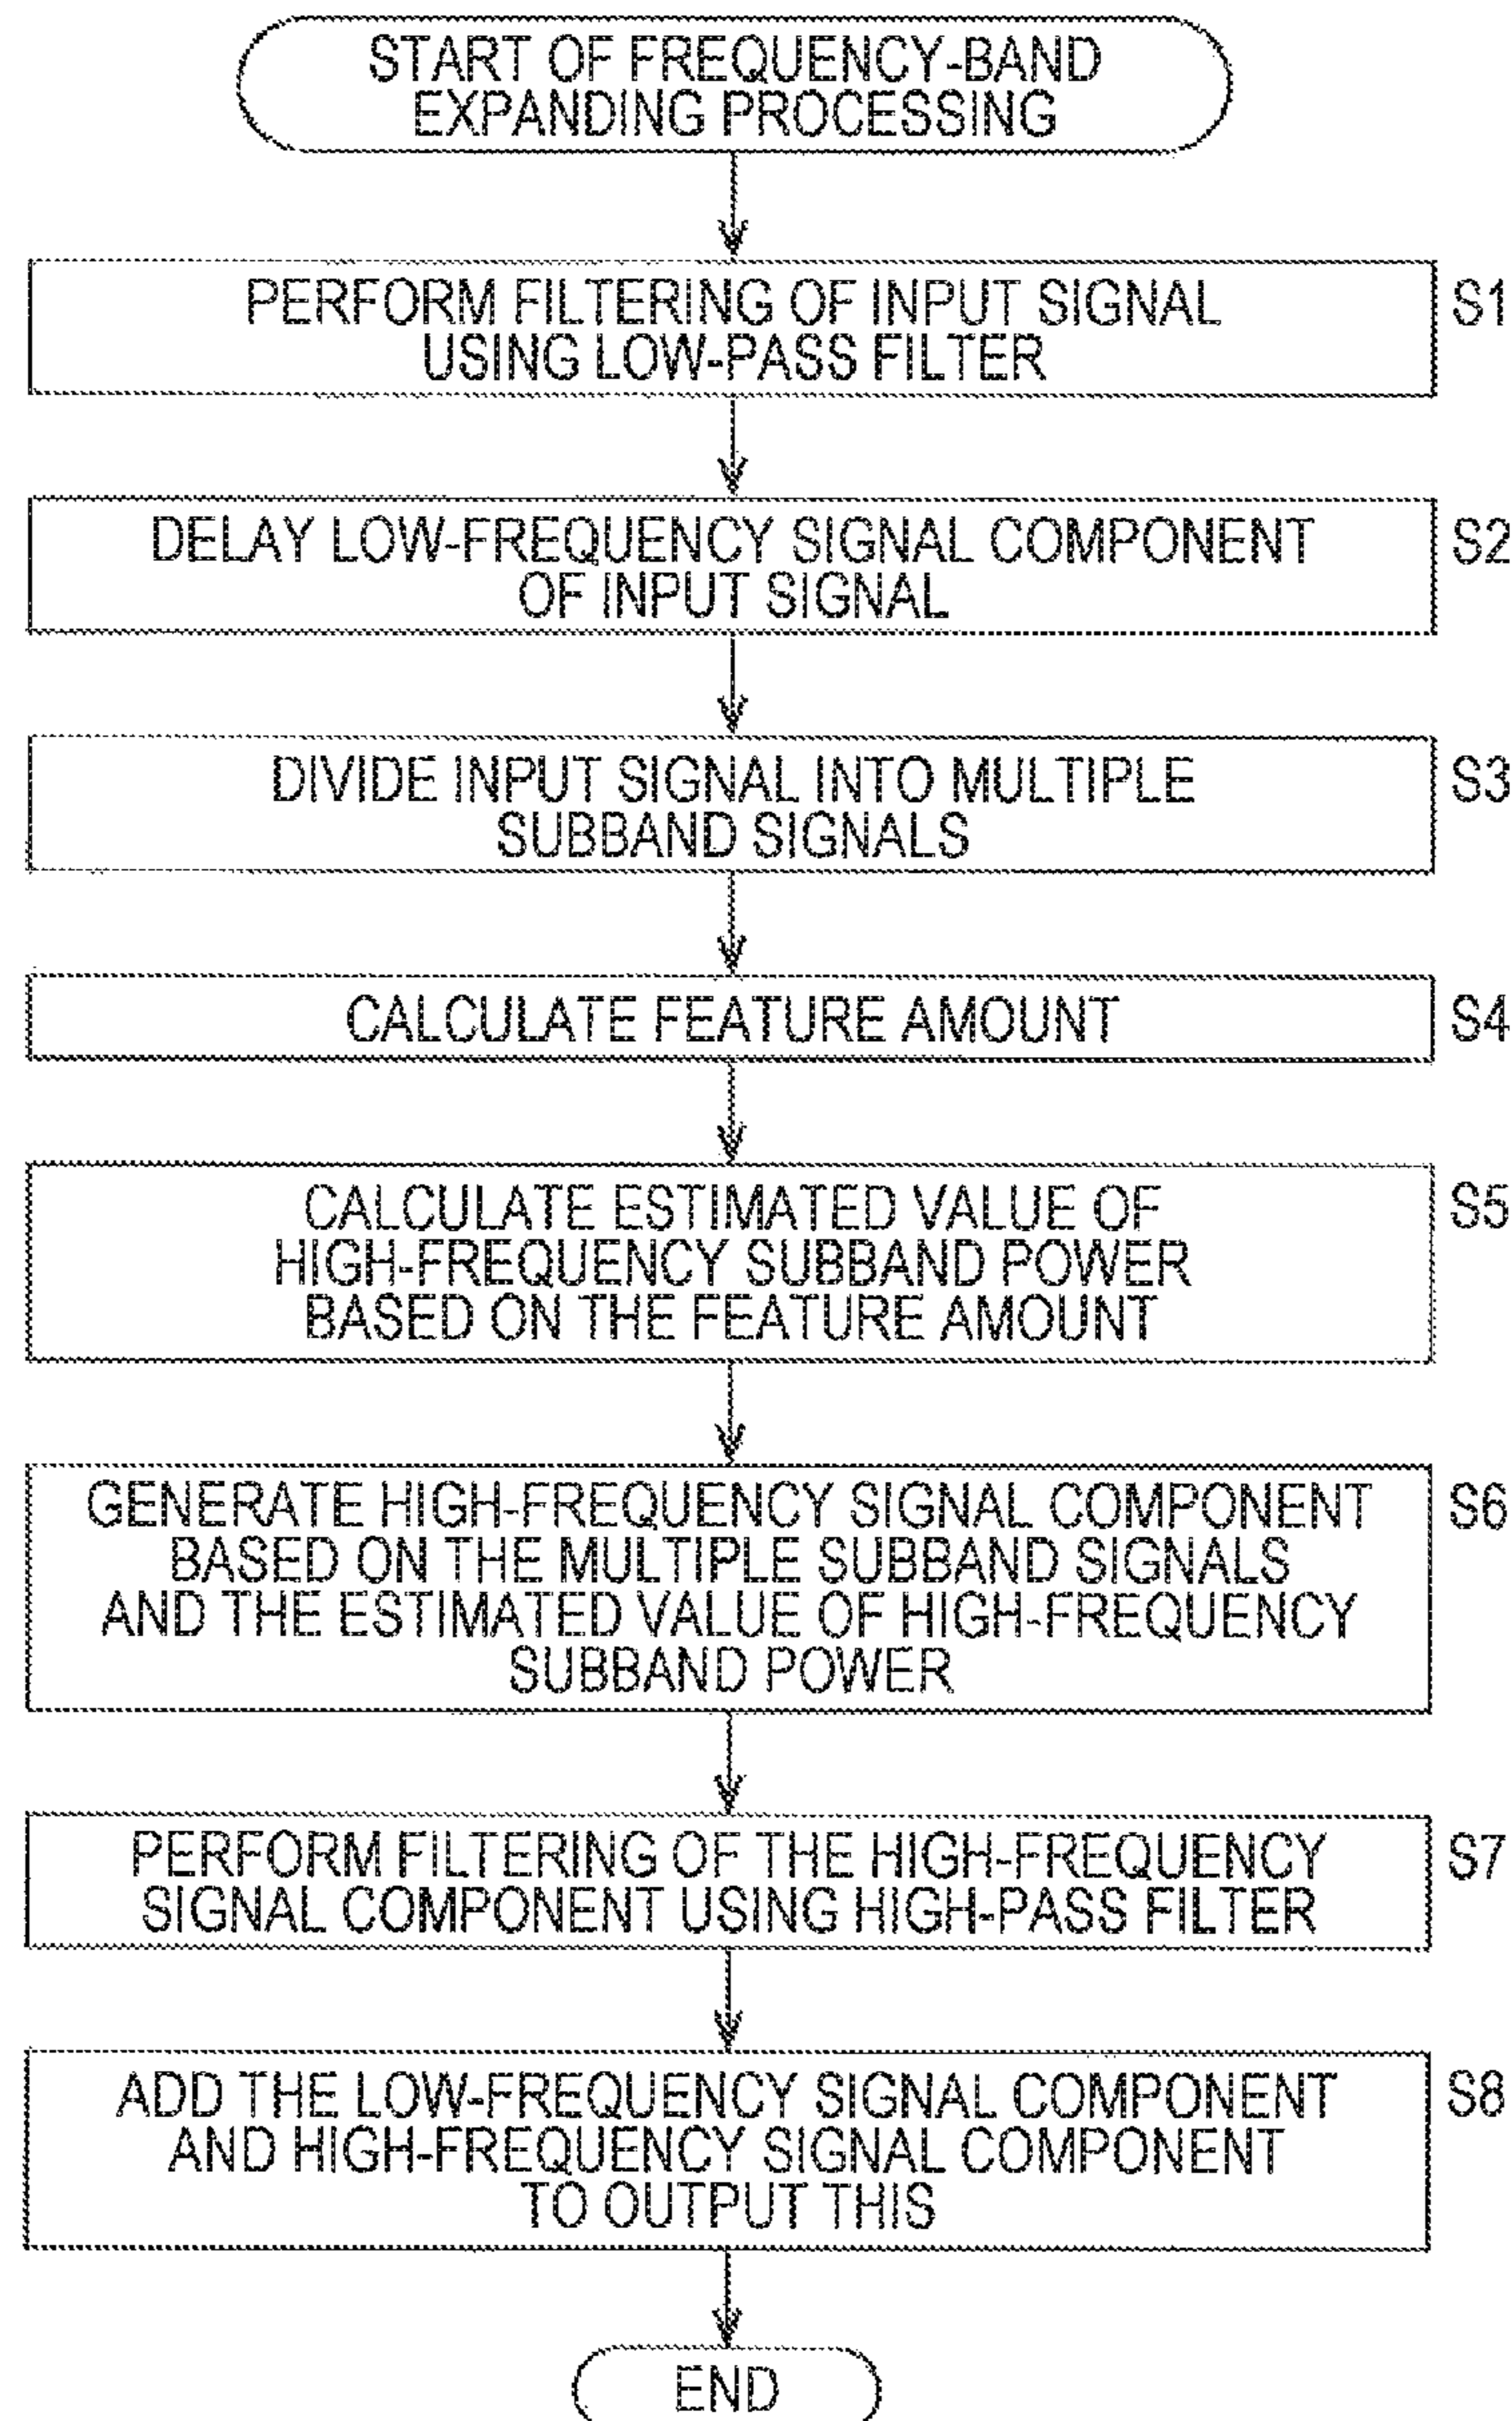 START OF FREQUENCY-BAND
EXPANDING PROCESSING
PERFORM FILTERING OF INPUT SIGNAL
USING LOW-PASS FILTER
S1
DELAY LOW-FREQUENCY SIGNAL COMPONENT
OF INPUT SIGNAL
S2
DIVIDE INPUT SIGNAL INTO MULTIPLE
SUBBAND SIGNALS
S3
CALCULATE FEATURE AMOUNT
S4
CALCULATE ESTIMATED VALUE OF
HIGH-FREQUENCY SUBBAND POWER
BASED ON THE FEATURE AMOUNT
S5
GENERATE HIGH-FREQUENCY SIGNAL COMPONENT
BASED ON THE MULTIPLE SUBBAND SIGNALS
AND THE ESTIMATED VALUE OF HIGH-FREQUENCY
SUBBAND POWER
S6
PERFORM FILTERING OF THE HIGH-FREQUENCY
SIGNAL COMPONENT USING HIGH-PASS FILTER
S7
ADD THE LOW-FREQUENCY SIGNAL COMPONENT
AND HIGH-FREQUENCY SIGNAL COMPONENT
TO OUTPUT THIS
S8
END